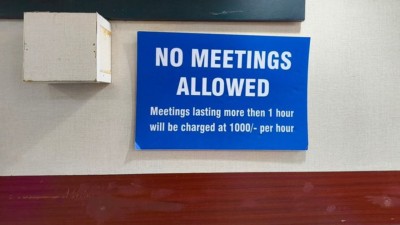 NO MEETINGS
ALLOWED
Meetings lasting more then 1 hour
will be charged at 1000/- per hour